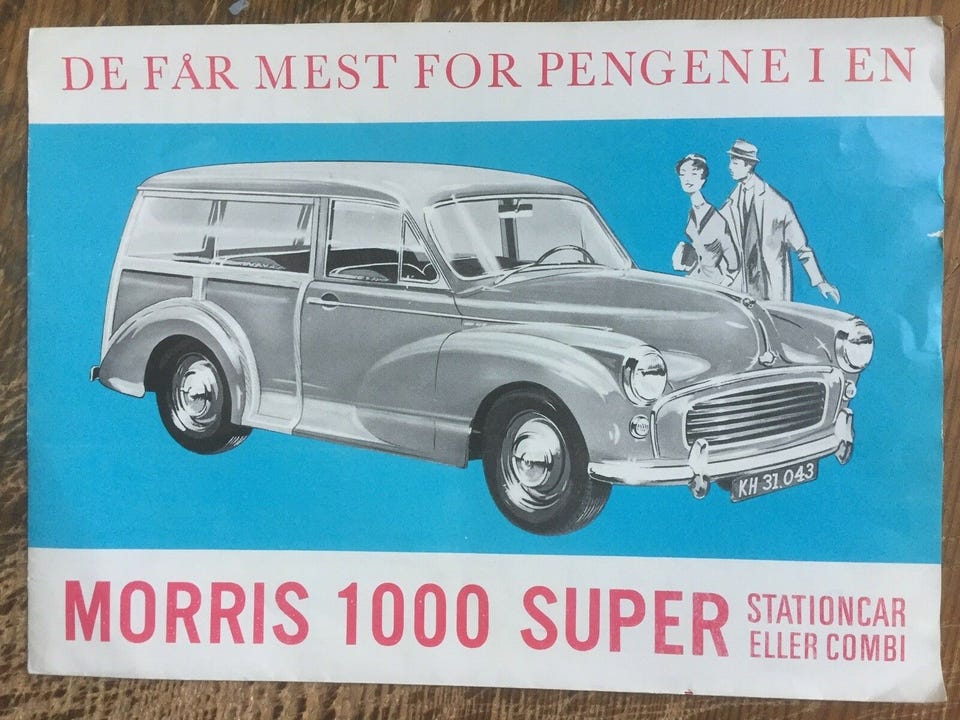 DE FÅR MEST FOR PENGENE I EN
KH 31.043
MORRIS 1000 SUPER
STATIONCAR
ELLER COMBI